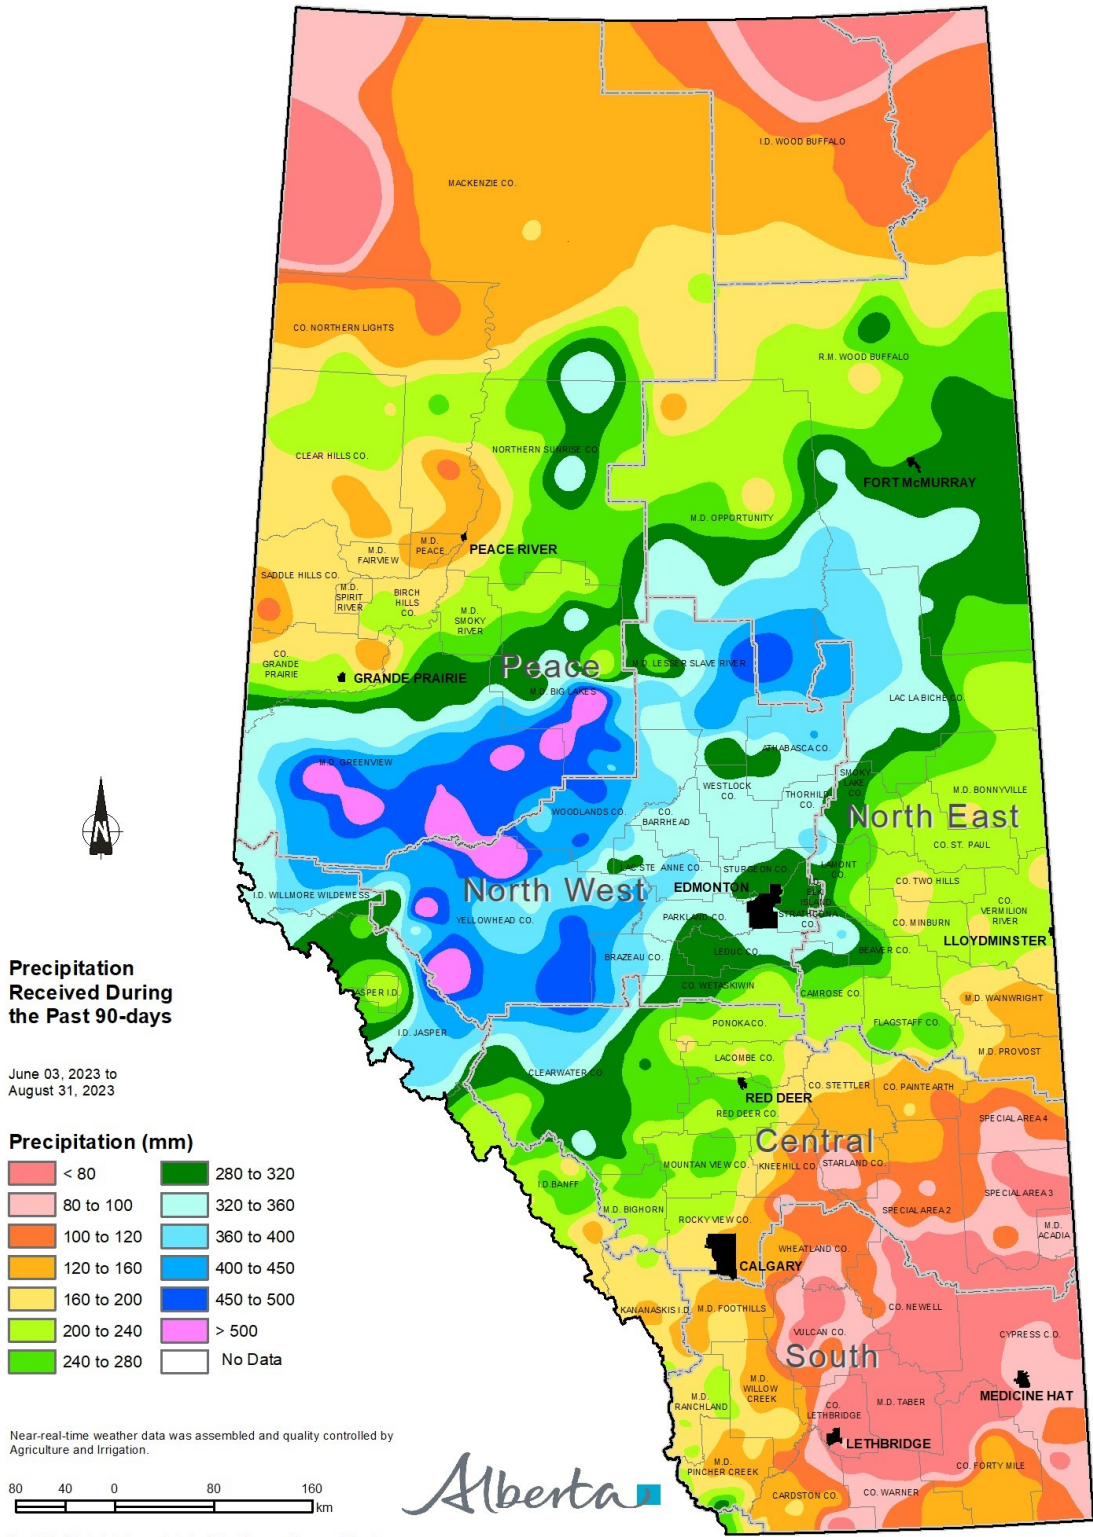 I.D. WOOD BUFFALO
MACKENZIE CO.
CO. NORTHERN LIGHTS
R.M. WOOD BUFFALO
CLEAR HILLS CO.
NORTHERN SUNRISE CO.
FORT McMURRAY
M.D. OPPORTUNITY
PEACE RIVER
M.D.
PEACE
M.D.
FAIRVIEW
SADDLE HILLS CO.
M.D.
SPIRIT
RIVER
BIRCH
HILLS
CO.
M.D.
SMOKY
RIVER
CO.
GRANDE
PRAIRIE
GRANDE PRAIRIE
Peace
M.D. LESSER SLAVE RIVER
M.D. BIG LAKES
LAC LA BICHE CO.
M.D. GREENVIEW
ATHABASCA CO.
WESTLOCK
CO.
THORHILD
CO.
SMOKY
LAKE
CO.
M.D. BONNYVILLE
North East
WOODLANDS CO.
CO.
BARRHEAD
CO. ST. PAUL
N
LAC STE ANNE CO.
STURGEON CO.
LAMONT
CO.
EDMONTON
North West
CO. TWO HILLS
I.D. WILLMORE WILDERNESS
ELK
ISLAND
STRATHCONA
CO.
CO.
VERMILION
RIVER
YELLOWHEAD CO.
PARKLAND CO.
CO. MINBURN
LLOYDMINSTER
BRAZEAU CO.
LEDUC CO.
BEAVER CO.
Precipitation
Received During
the Past 90-days
JASPER I.D.
CO. WETASKIWIN
CAMROSE CO.
M.D. WAINWRIGHT
I.D. JASPER
PONOKA CO.
FLAGSTAFF CO.
M.D. PROVOST
June 03, 2023 to
August 31, 2023
CLEARWATER CO.
LACOMBE CO.
CO. STETTLER
CO. PAINTEARTH
RED DEER
RED DEER CO.
SPECIAL AREA 4
Central
Precipitation (mm)
< 80
80 to 100
100 to 120
120 to 160
160 to 200
200 to 240
240 to 280
280 to 320
320 to 360
360 to 400
400 to 450
450 to 500
> 500
No Data
MOUNTAN VIEW CO.
KNEEHILL CO.
STARLAND CO.
I.D. BANFF
SPECIAL AREA 3
M.D. BIGHORN
SPECIAL AREA 2
ROCKY VIEW CO.
M.D.
ACADIA
WHEATLAND CO.
CALGARY
KANANASKIS I.D.
M.D. FOOTHILLS
CO. NEWELL
VULCAN CO.
CYPRESS C.O.
South
M.D.
WILLOW
CREEK
MEDICINE HAT
M.D.
RANCHLAND
CO.
LETHBRIDGE
M.D. TABER
LETHBRIDGE
M.D.
PINCHER CREEK
CO. FORTY MILE
CARDSTON CO.
CO. WARNER
Near-real-time weather data was assembled and quality controlled by
Agriculture and Irrigation.
80 40 0 80 160
km
Alberta